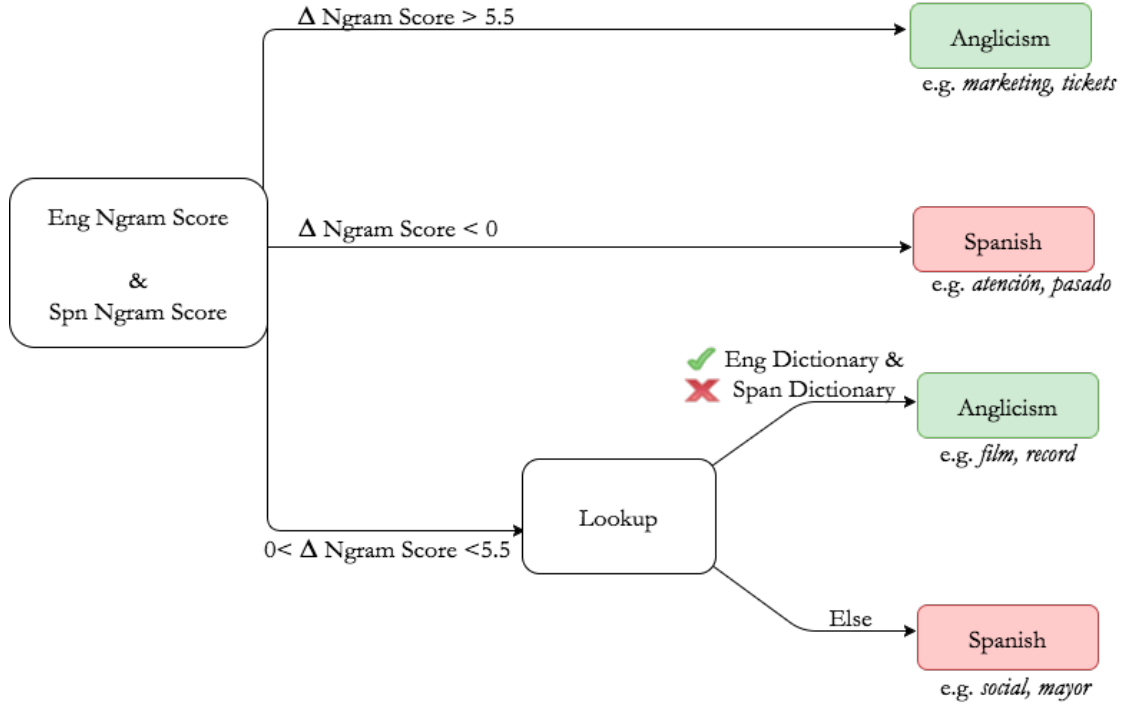 Δ Ngram Score > 5.5
Anglicism
e.g. marketing, tickets
Eng Ngram Score
&
Spn Ngram Score
Δ Ngram Score < 0
Spanish
e.g. atención, pasado
Eng Dictionary &
Span Dictionary
Anglicism
e.g. film, record
Lookup
0< Δ Ngram Score <5.5
Else
Spanish
e.g. social, mayor